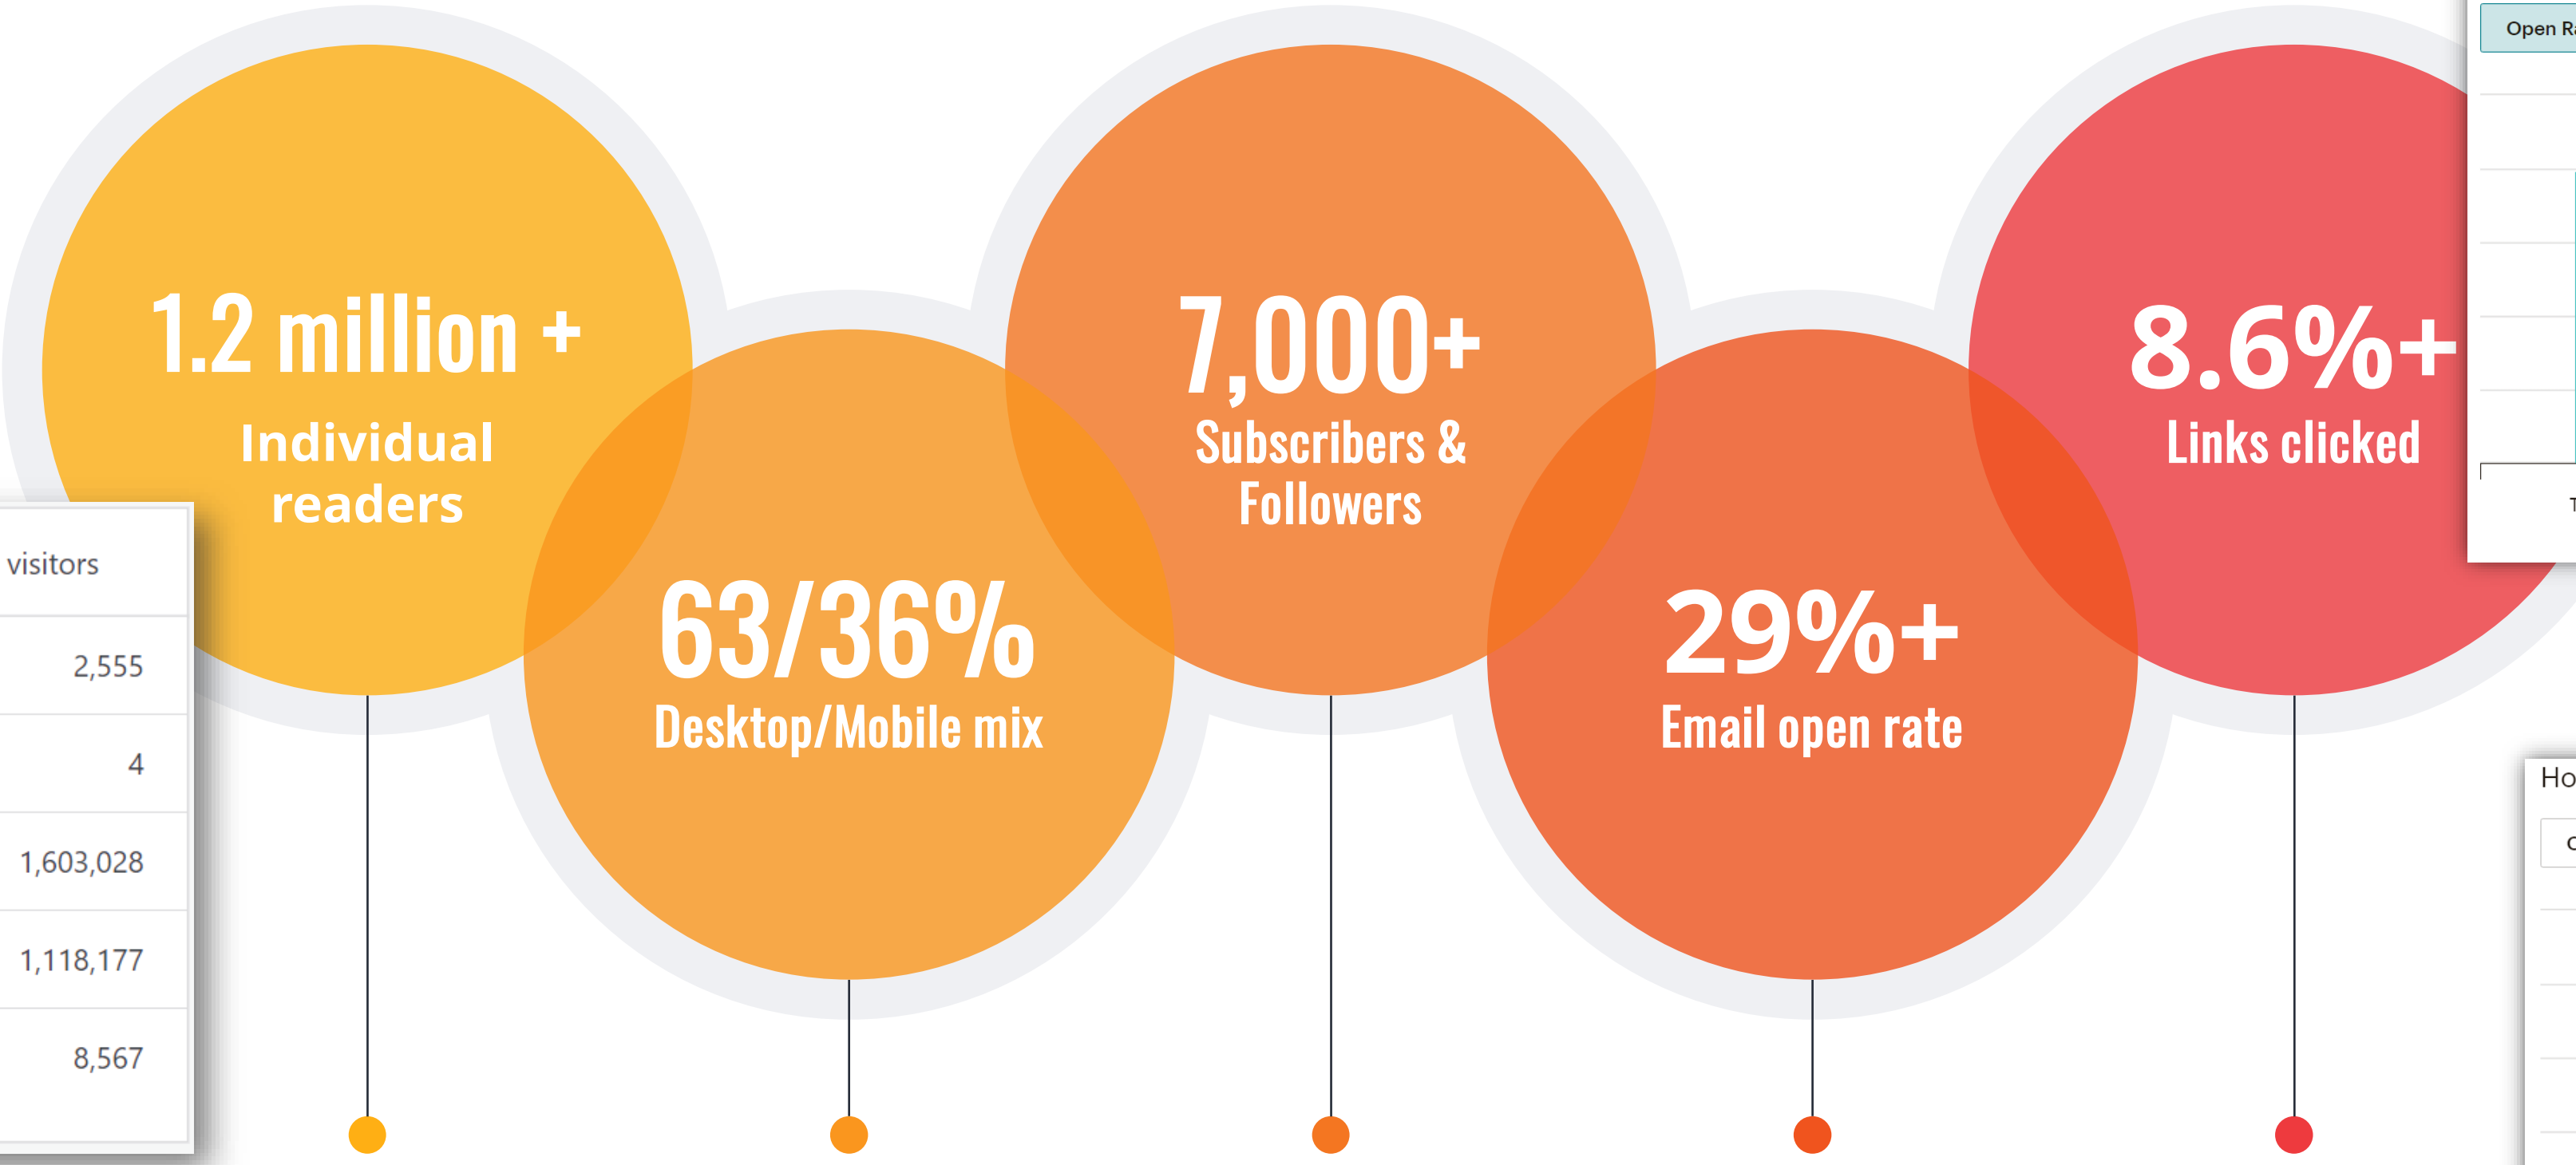 1.2 million +
Individual
readers
63/36%
Desktop/Mobile mix
7,000+
Subscribers &
Followers
29%+
Email open rate
8.6%+
Links clicked
visitors
2,555
4
1,603,028
1,118,177
8,567
Open